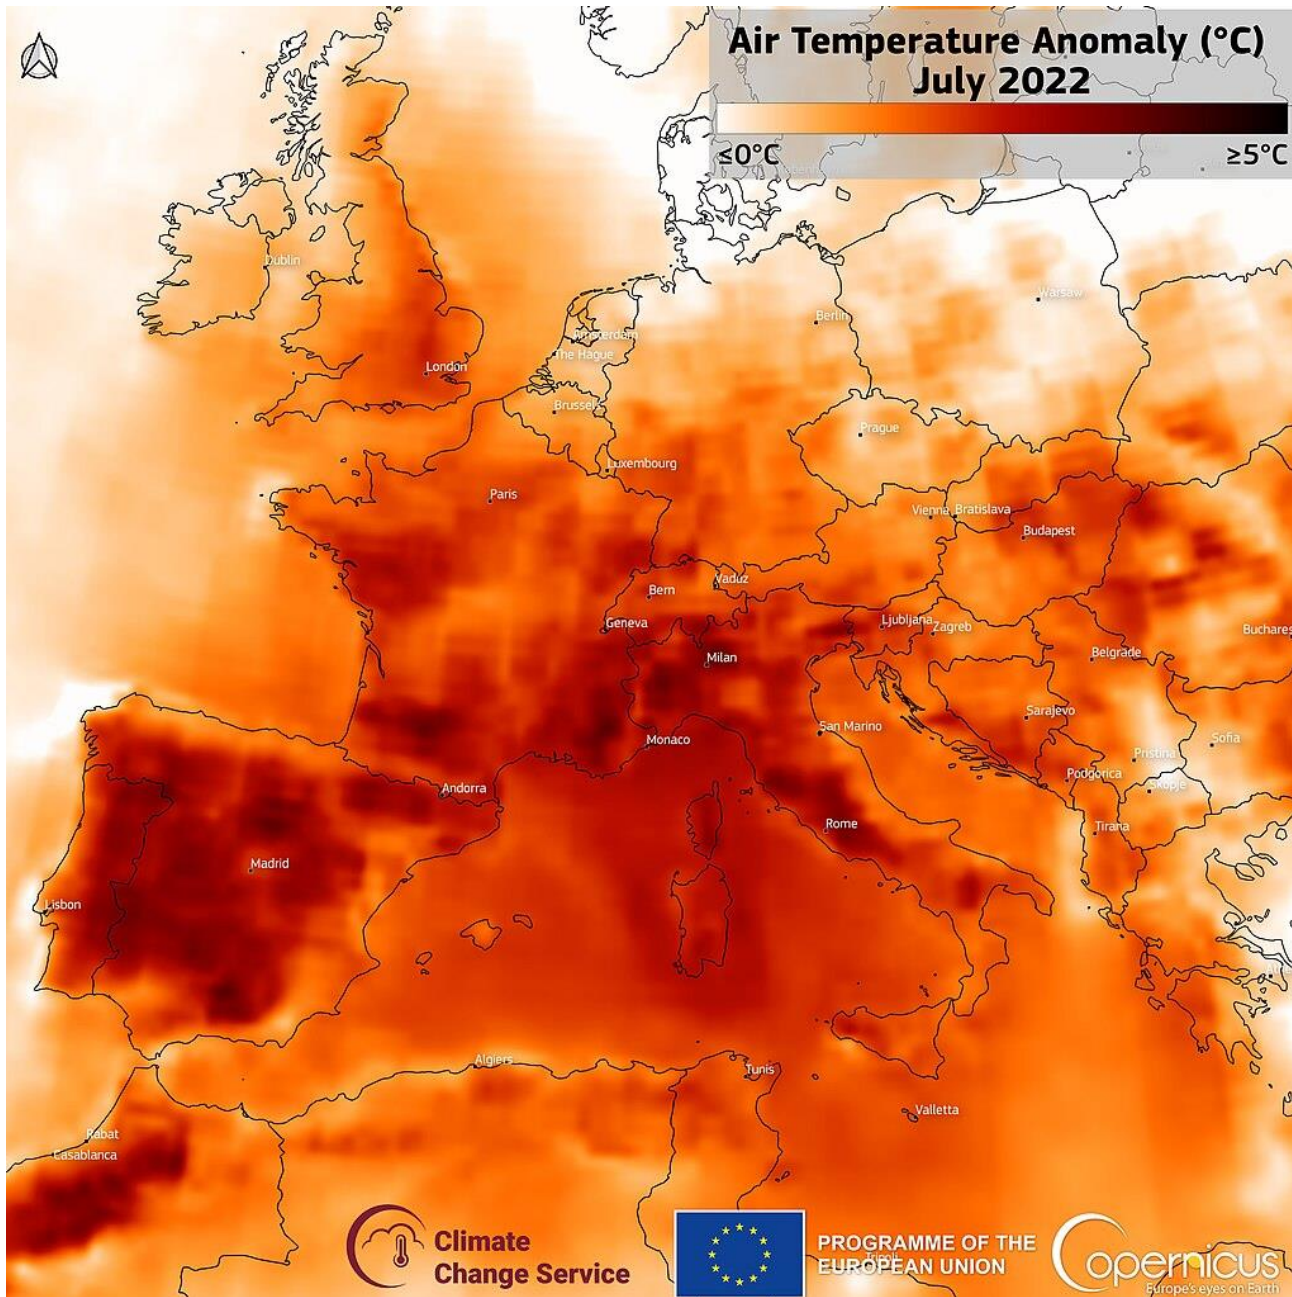 Air Temperature Anomaly (°C)
July 2022
≤0°C
≥5°C
Dublin
Warsaw
Berlin
Amsterdam
The Hague
London
Brussels
Prague
Luxembourg
Paris
Vienna
Bratislava
Budapest
Vaduz
Bern
Geneva
Ljubljana
Zagreb
Buchares
Milan
Belgrade
Sarajevo
San Marino
Monaco
Sofia
Pristina
Podgorica
Skopje
Andorra
Rome
Tirana
Madrid
Lisbon
Algiers
Tunis
Valletta
Rabat
Casablanca
Climate
Change Service
PROGRAMME OF THE
EUROPEAN UNION
Tripoli
Copernicus
Europe's eyes on Earth